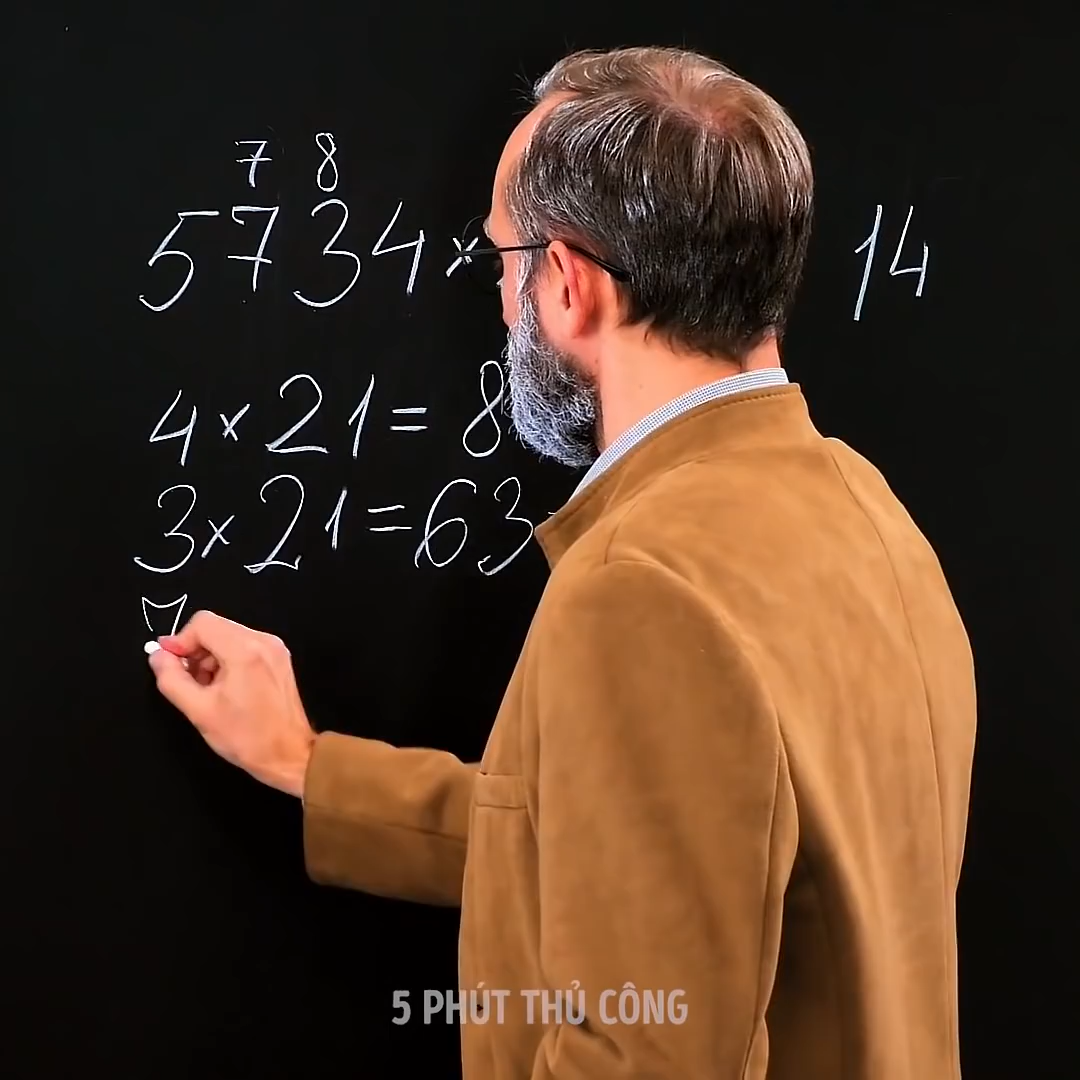 7 8
5734 × 14
4 × 21 = 8
3 × 21 = 63
7
5 PHÚT THỦ CÔNG